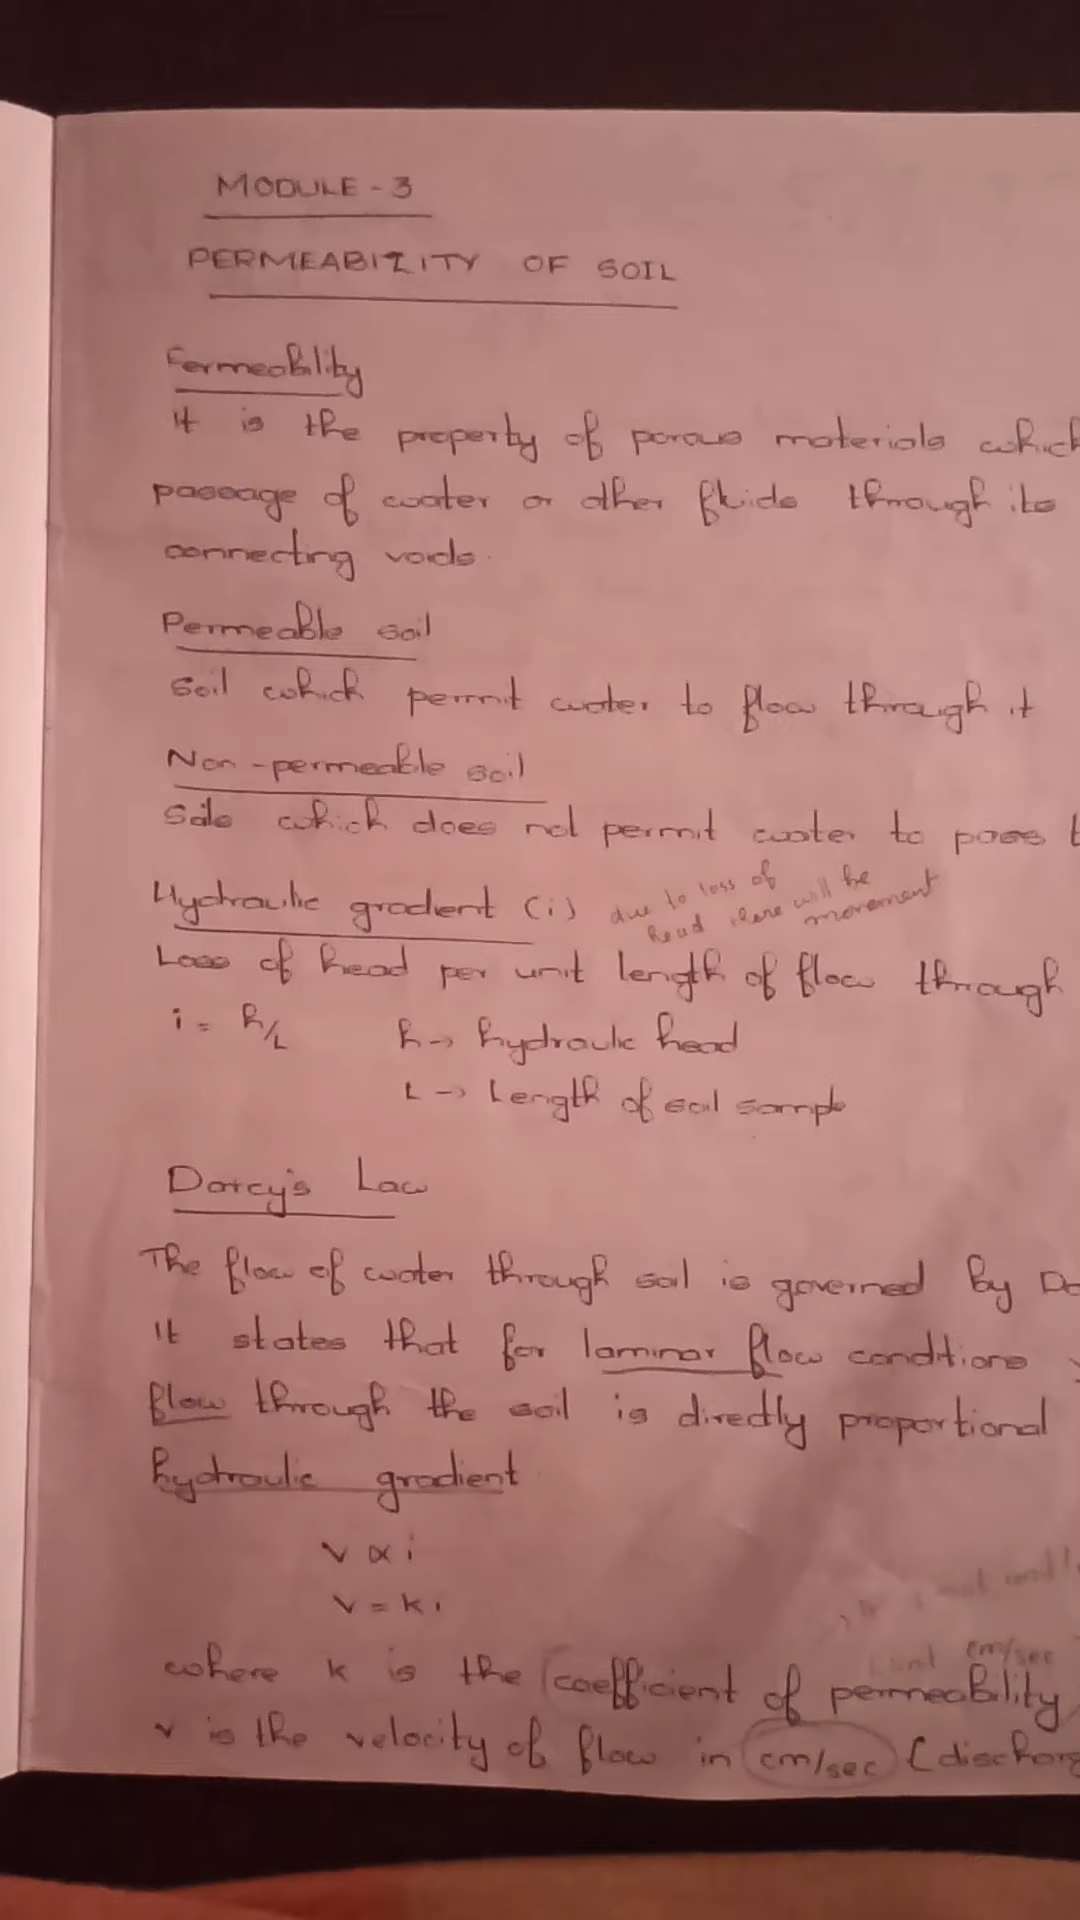 MODULE - 3
PERMEABILITY OF SOIL
Permeability
It is the property of porous materials which
passage of water or other fluids through its
connecting voids.
Permeable soil
Soil which permit water to flow through it
Non-permeable soil
Soils which does not permit water to pass t
Hydraulic gradient (i) due to loss of
head there will be movement
Loss of head per unit length of flow through
i = h/L h -> hydraulic head
L -> Length of soil sample
Darcy's Law
The flow of water through soil is governed by Da
It states that for laminar flow conditions v
flow through the soil is directly proportional
hydraulic gradient
v ∝ i
v = ki
unit cm/sec
where k is the coefficient of permeability
v is the velocity of flow in cm/sec (discharg